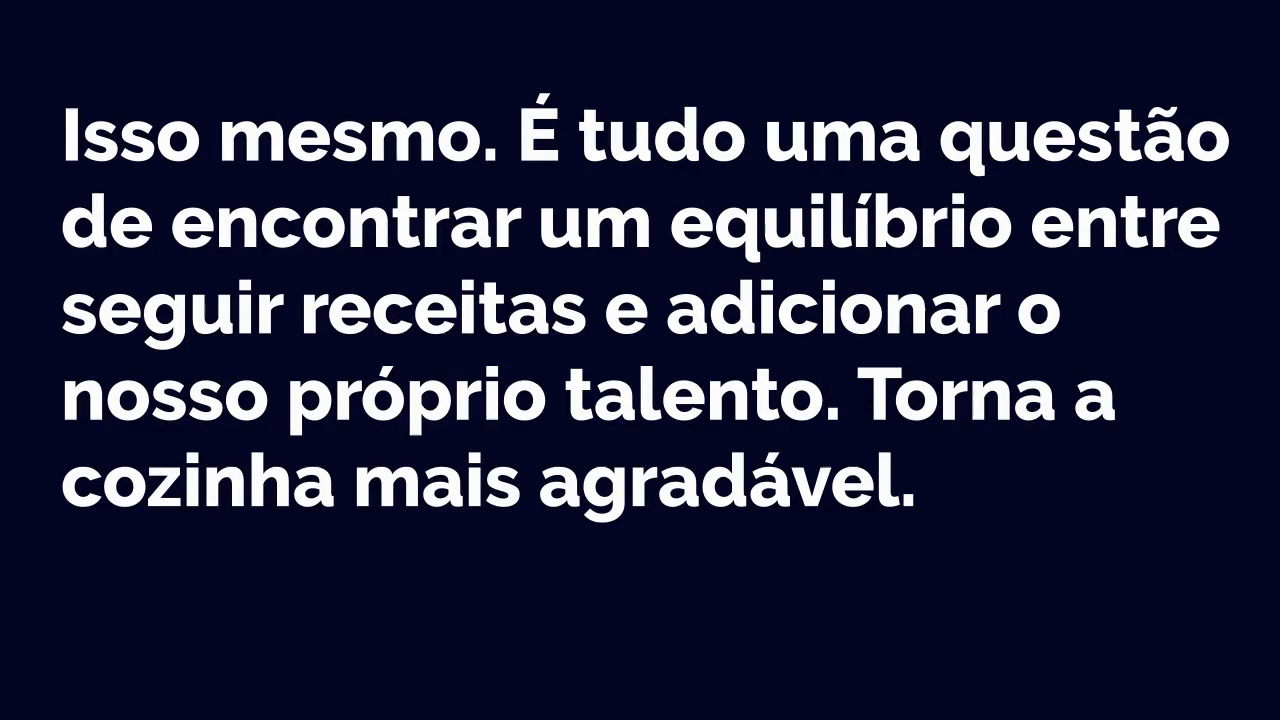 Isso mesmo. É tudo uma questão
de encontrar um equilíbrio entre
seguir receitas e adicionar o
nosso próprio talento. Torna a
cozinha mais agradável.